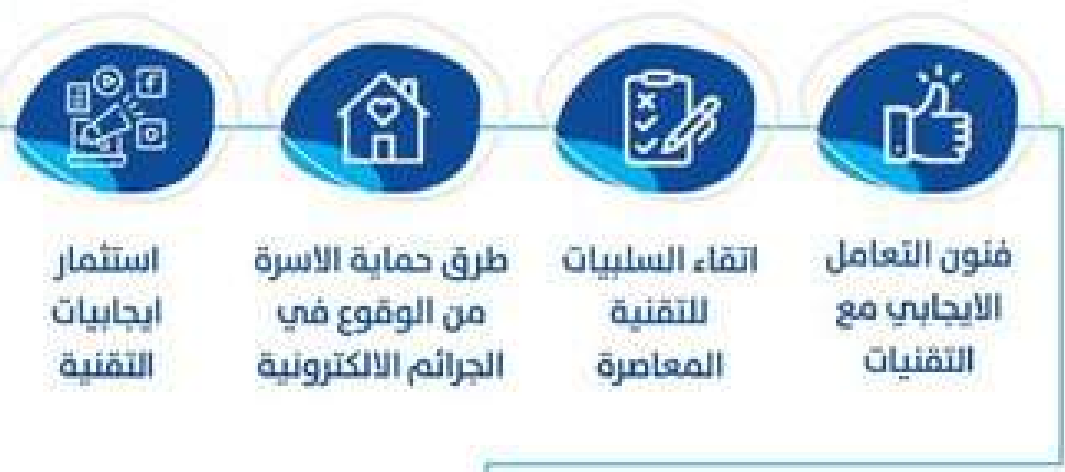 فنون التعامل
الايجابي مع
التقنيات
اتقاء السلبيات
للتقنية
المعاصرة
طرق حماية الاسرة
من الوقوع في
الجرائم الالكترونية
استثمار
ايجابيات
التقنية